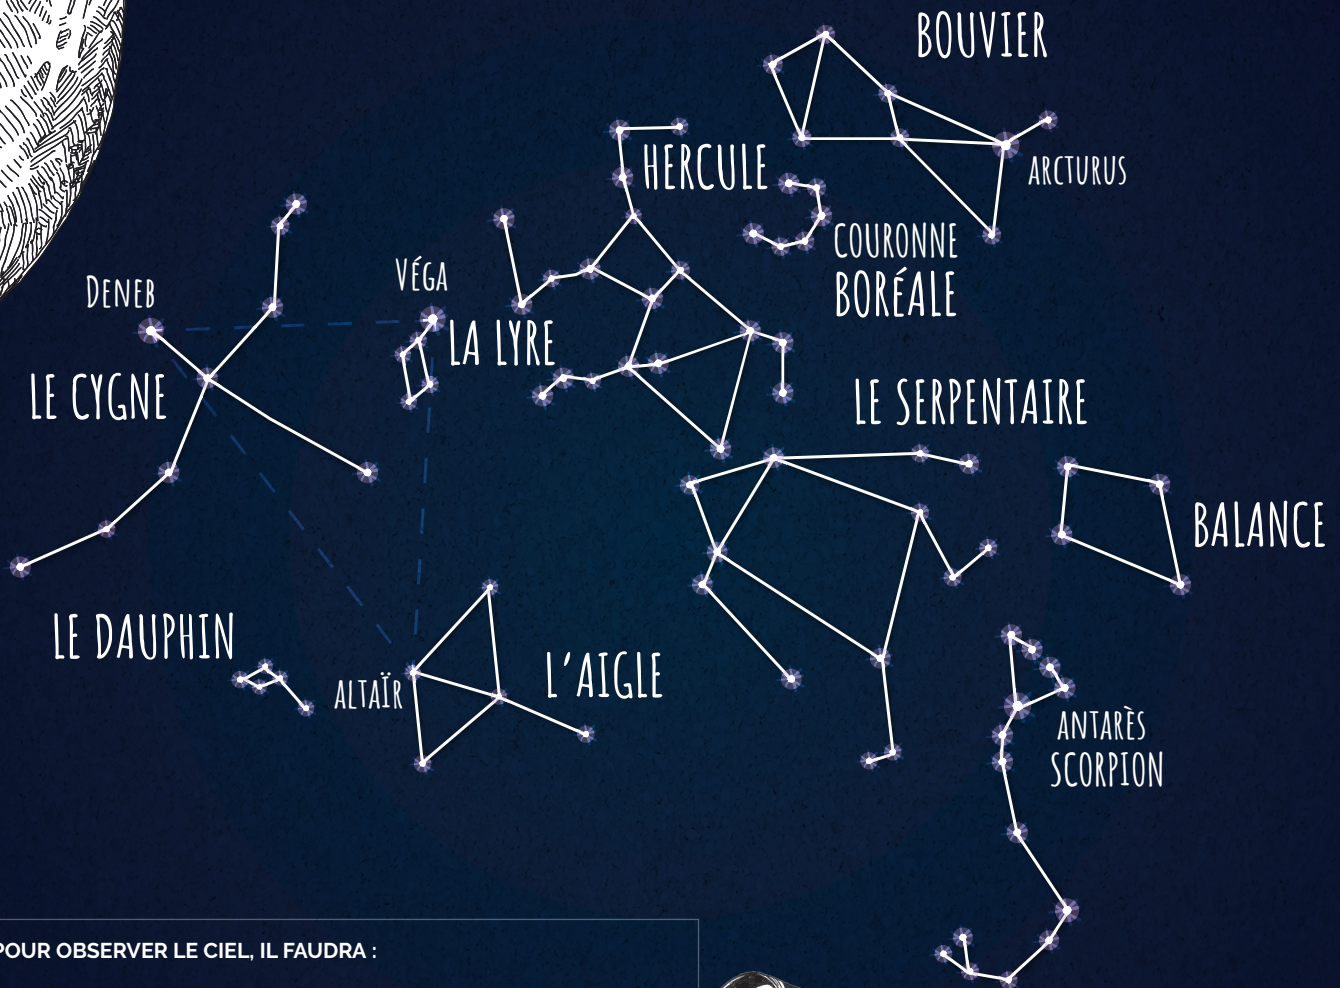 BOUVIER
HERCULE
ARCTURUS
COURONNE
BORÉALE
Véga
Deneb
LA LYRE
LE CYGNE
LE SERPENTAIRE
BALANCE
LE DAUPHIN
L'AIGLE
ALTAÏR
ANTARÈS
SCORPION
POUR OBSERVER LE CIEL, IL FAUDRA :